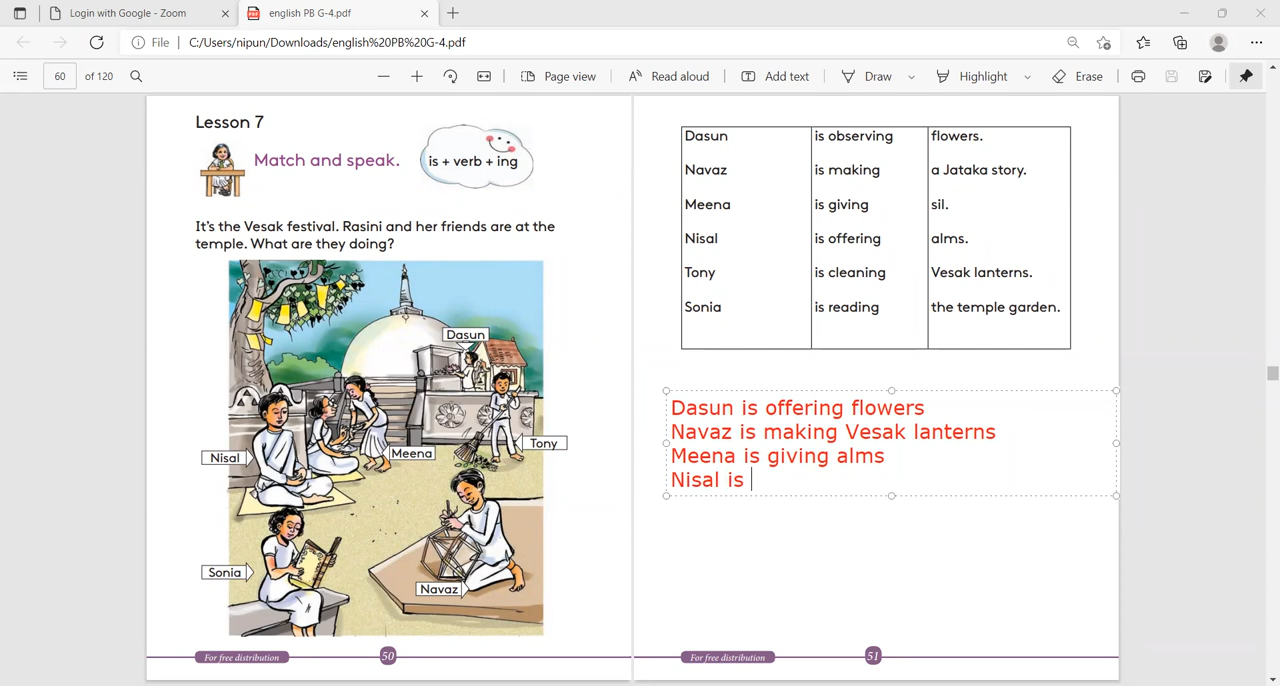 Login with Google - Zoom
english PB G-4.pdf
File | C:/Users/nipun/Downloads/english%20PB%20G-4.pdf
60 of 120
Page view
Read aloud
Add text
Draw
Highlight
Erase
Lesson 7
Match and speak.
is + verb + ing
It's the Vesak festival. Rasini and her friends are at the
temple. What are they doing?
Dasun
Tony
Meena
Nisal
Sonia
Navaz
For free distribution
50
Dasun is observing flowers.
Navaz is making a Jataka story.
Meena is giving sil.
Nisal is offering alms.
Tony is cleaning Vesak lanterns.
Sonia is reading the temple garden.
Dasun is offering flowers
Navaz is making Vesak lanterns
Meena is giving alms
Nisal is
For free distribution
51